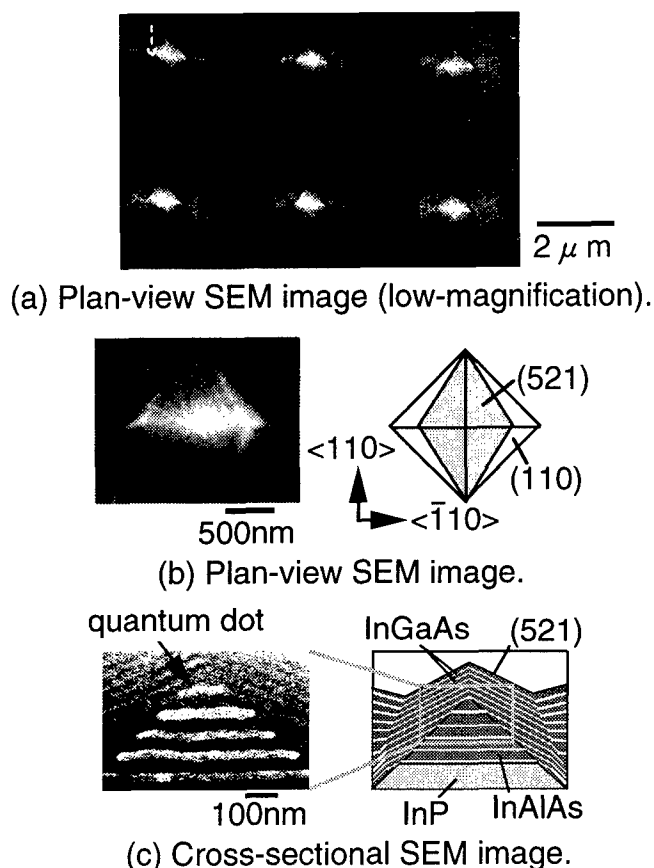 2 μ m
(a) Plan-view SEM image (low-magnification).
(521)
<110>
(110)
<1̅10>
500nm
(b) Plan-view SEM image.
quantum dot
InGaAs
(521)
100nm
InP
InAlAs
(c) Cross-sectional SEM image.